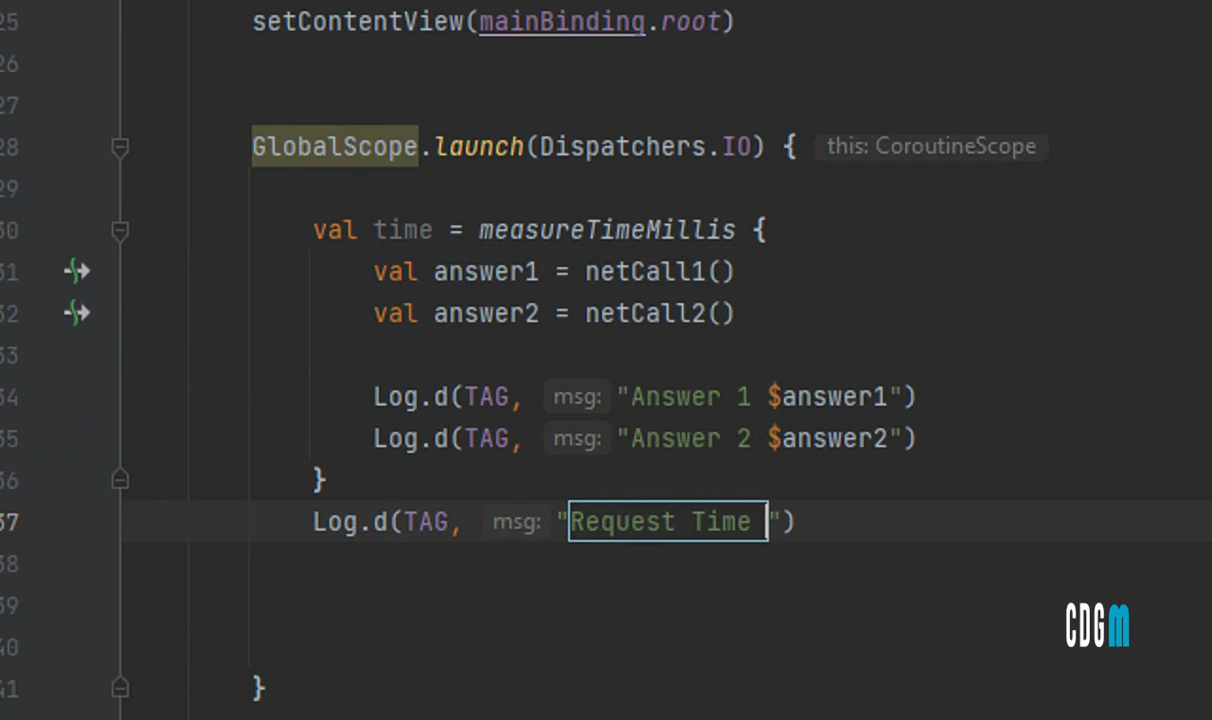 25 setContentView(mainBinding.root)
26
27
28 GlobalScope.launch(Dispatchers.IO) { this: CoroutineScope
29
30 val time = measureTimeMillis {
31 val answer1 = netCall1()
32 val answer2 = netCall2()
33
34 Log.d(TAG, msg: "Answer 1 $answer1")
35 Log.d(TAG, msg: "Answer 2 $answer2")
36 }
37 Log.d(TAG, msg: "Request Time ")
38
39
40
41 }
CDGM